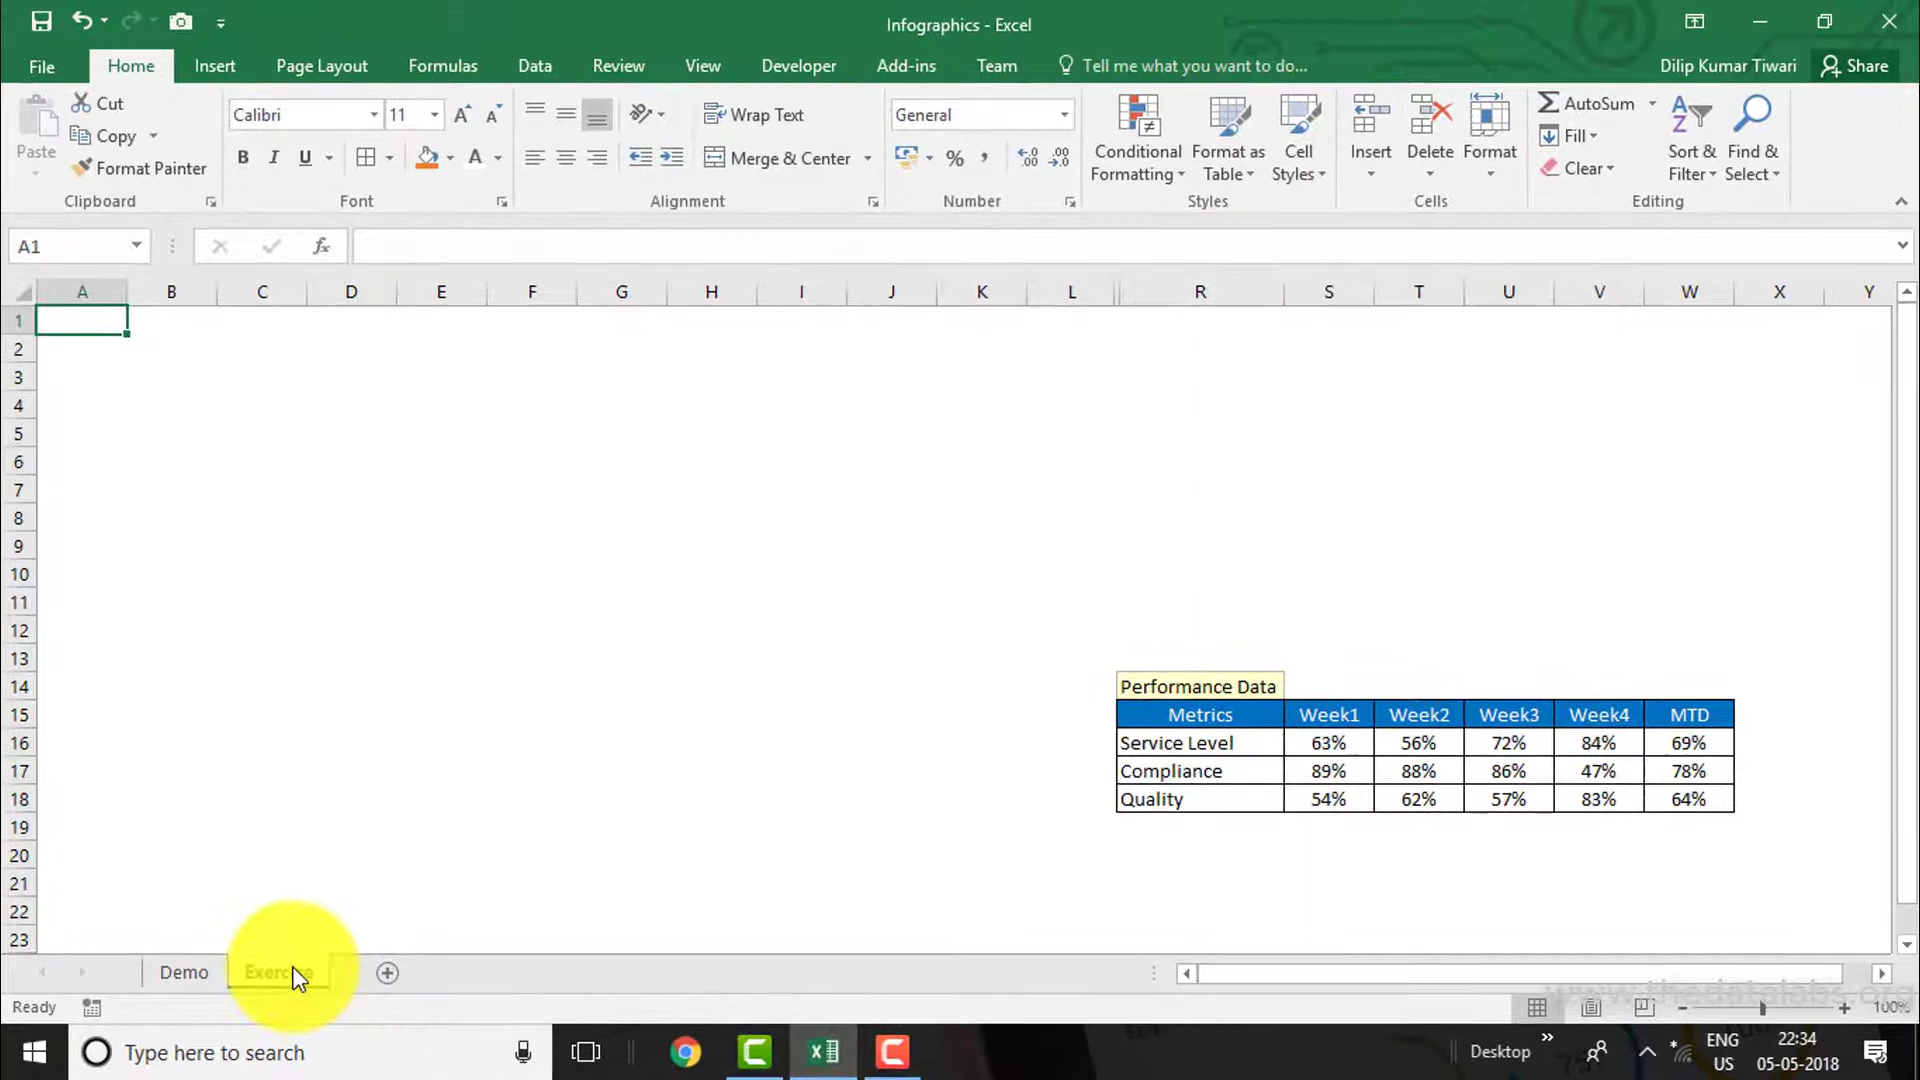 Infographics - Excel
File Home Insert Page Layout Formulas Data Review View Developer Add-ins Team Tell me what you want to do... Dilip Kumar Tiwari Share
Paste
Cut
Copy
Format Painter
Clipboard
Calibri 11
B I U
Font
Wrap Text
Merge & Center
Alignment
General
%
Number
Conditional Formatting
Format as Table
Cell Styles
Styles
Insert Delete Format
Cells
AutoSum
Fill
Clear
Sort & Filter
Find & Select
Editing
A1 fx
A B C D E F G H I J K L R S T U V W X Y
1
2
3
4
5
6
7
8
9
10
11
12
13
14 Performance Data
15 Metrics Week1 Week2 Week3 Week4 MTD
16 Service Level 63% 56% 72% 84% 69%
17 Compliance 89% 88% 86% 47% 78%
18 Quality 54% 62% 57% 83% 64%
19
20
21
22
23
Demo Exercise
www.thedatalabs.org
Ready 100%
Type here to search Desktop ENG US 22:34 05-05-2018